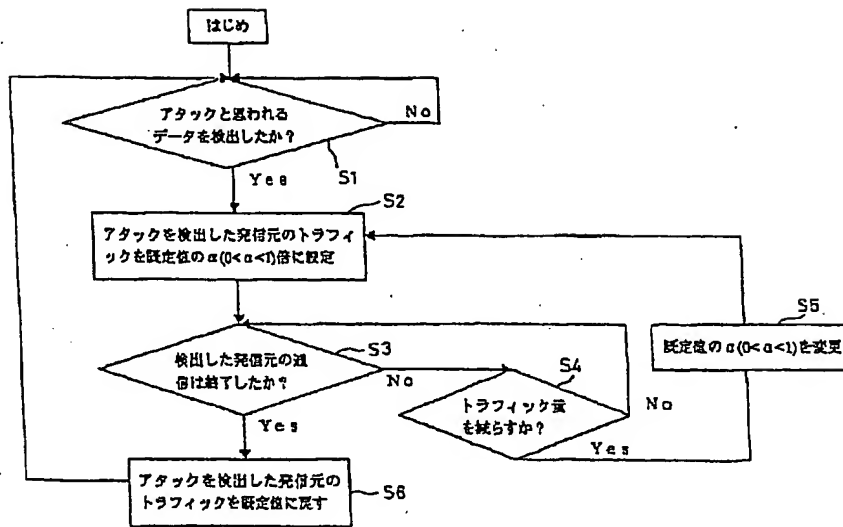 はじめ
アタックと思われる
データを検出したか?
No
S1
Yes
S2
アタックを検出した発信元のトラフィ
ックを既定値のα(0<α<1)倍に設定
S5
既定値のα(0<α<1)を変更
S3
検出した発信元の通
信は終了したか?
No
S4
トラフィック量
を減らすか?
No
Yes
Yes
アタックを検出した発信元の
トラフィックを既定値に戻す
S6